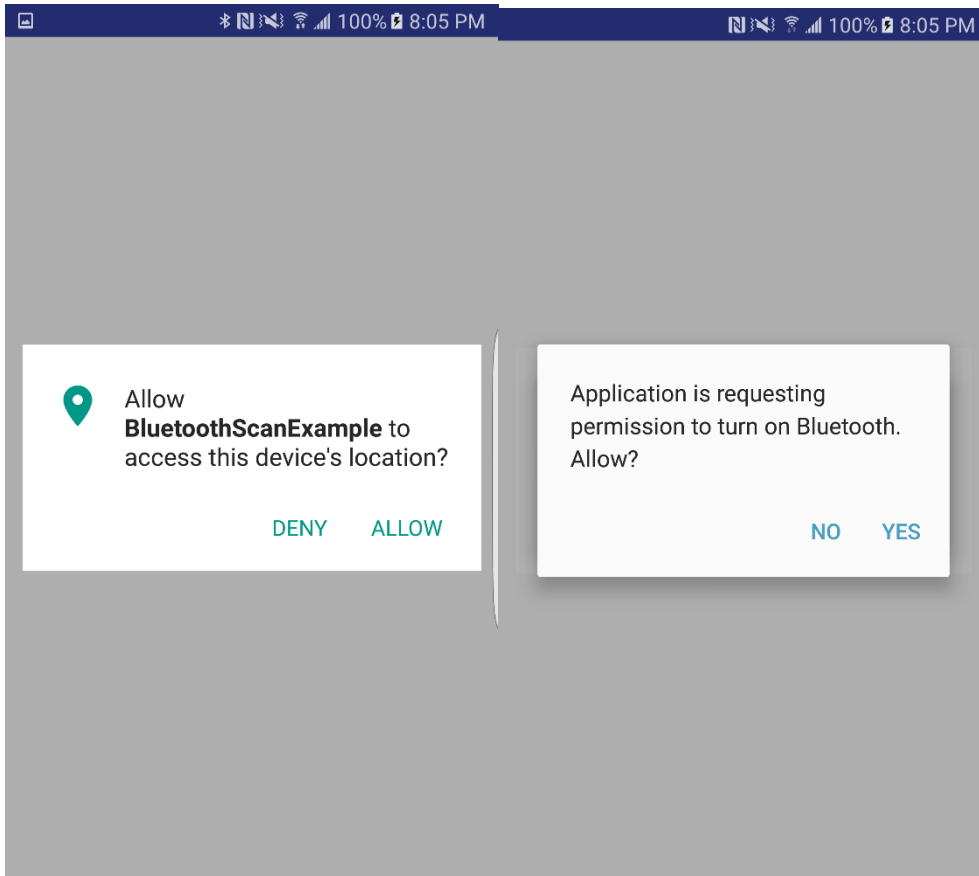 100% 8:05 PM
Allow
BluetoothScanExample to
access this device's location?
DENY ALLOW
100% 8:05 PM
Application is requesting
permission to turn on Bluetooth.
Allow?
NO YES